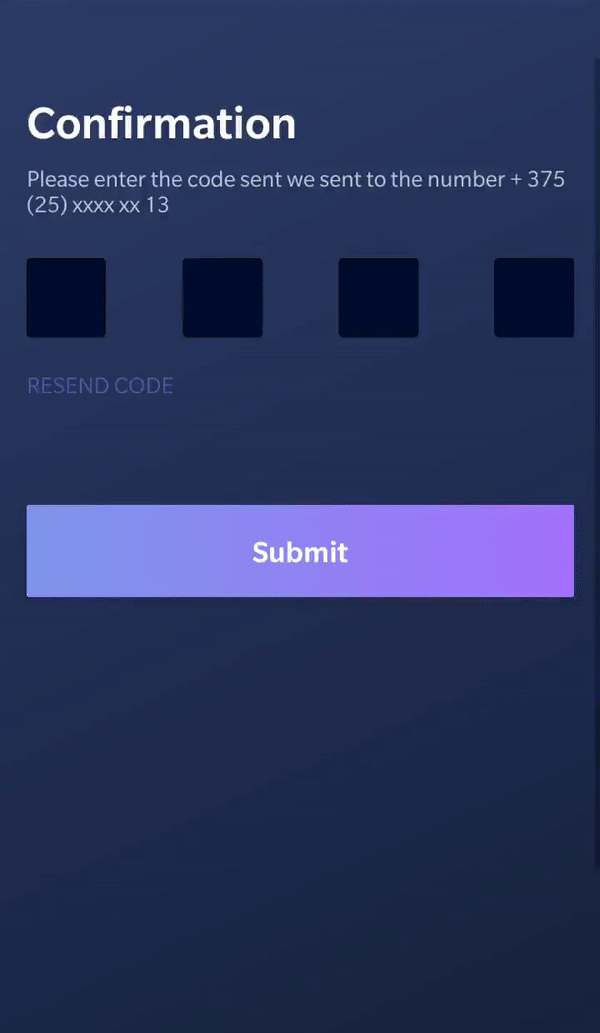 Confirmation
Please enter the code sent we sent to the number + 375
(25) xxxx xx 13
RESEND CODE
Submit